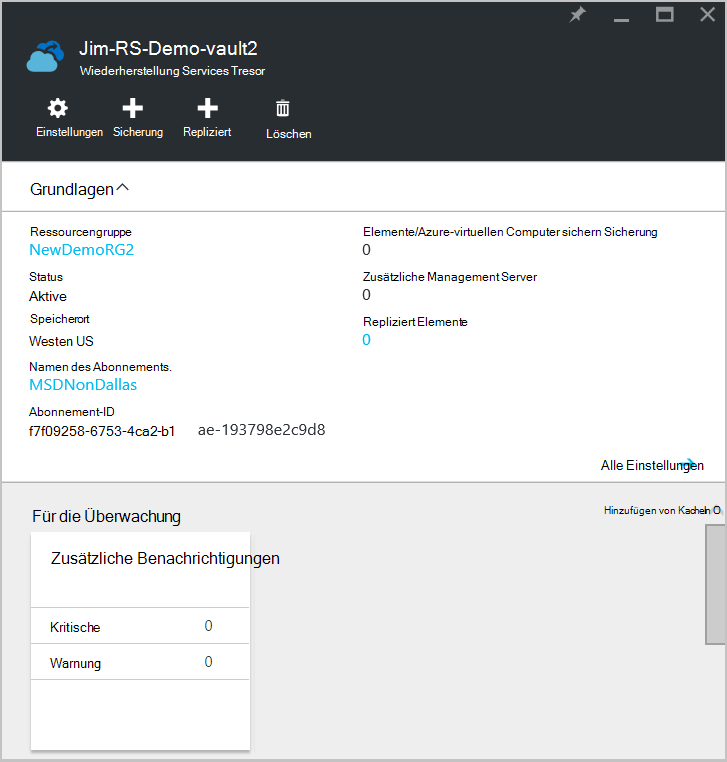 Jim-RS-Demo-vault2
Wiederherstellung Services Tresor
Einstellungen Sicherung Repliziert Löschen
Grundlagen
Ressourcengruppe
NewDemoRG2
Status
Aktive
Speicherort
Westen US
Namen des Abonnements.
MSDNonDallas
Abonnement-ID
f7f09258-6753-4ca2-b1 ae-193798e2c9d8
Elemente/Azure-virtuellen Computer sichern Sicherung
0
Zusätzliche Management Server
0
Repliziert Elemente
0
Alle Einstellungen
Für die Überwachung
Hinzufügen von Kacheln O.
Zusätzliche Benachrichtigungen
Kritische 0
Warnung 0